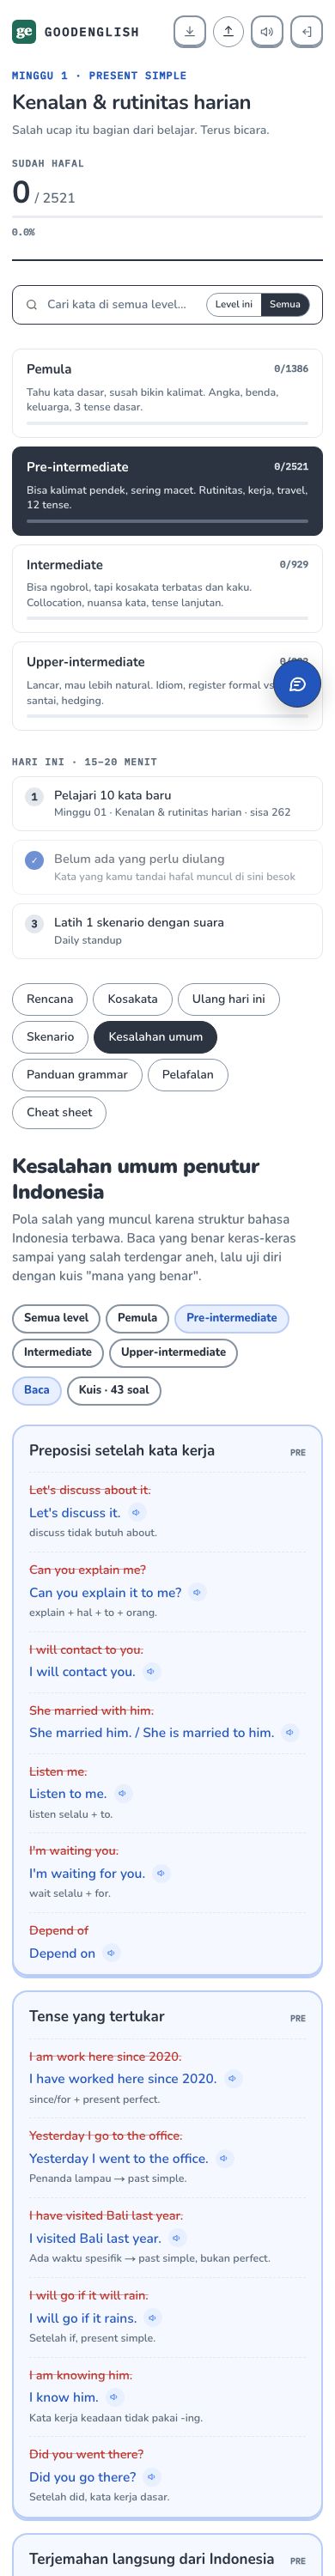 ge GOODENGLISH
MINGGU 1 · PRESENT SIMPLE
Kenalan & rutinitas harian
Salah ucap itu bagian dari belajar. Terus bicara.
SUDAH HAFAL
0 / 2521
0.0%
Cari kata di semua level... Level ini Semua
Pemula 0/1386
Tahu kata dasar, susah bikin kalimat. Angka, benda,
keluarga, 3 tense dasar.
Pre-intermediate 0/2521
Bisa kalimat pendek, sering macet. Rutinitas, kerja, travel,
12 tense.
Intermediate 0/929
Bisa ngobrol, tapi kosakata terbatas dan kaku.
Collocation, nuansa kata, tense lanjutan.
Upper-intermediate
Lancar, mau lebih natural. Idiom, register formal vs
santai, hedging.
HARI INI · 15–20 MENIT
1 Pelajari 10 kata baru
Minggu 01 · Kenalan & rutinitas harian · sisa 262
✓ Belum ada yang perlu diulang
Kata yang kamu tandai hafal muncul di sini besok
3 Latih 1 skenario dengan suara
Daily standup
Rencana Kosakata Ulang hari ini
Skenario Kesalahan umum
Panduan grammar Pelafalan
Cheat sheet
Kesalahan umum penutur
Indonesia
Pola salah yang muncul karena struktur bahasa
Indonesia terbawa. Baca yang benar keras-keras
sampai yang salah terdengar aneh, lalu uji diri
dengan kuis "mana yang benar".
Semua level Pemula Pre-intermediate
Intermediate Upper-intermediate
Baca Kuis · 43 soal
Preposisi setelah kata kerja PRE
Let's discuss about it.
Let's discuss it.
discuss tidak butuh about.
Can you explain me?
Can you explain it to me?
explain + hal + to + orang.
I will contact to you.
I will contact you.
She married with him.
She married him. / She is married to him.
Listen me.
Listen to me.
listen selalu + to.
I'm waiting you.
I'm waiting for you.
wait selalu + for.
Depend of
Depend on
Tense yang tertukar PRE
I am work here since 2020.
I have worked here since 2020.
since/for + present perfect.
Yesterday I go to the office.
Yesterday I went to the office.
Penanda lampau → past simple.
I have visited Bali last year.
I visited Bali last year.
Ada waktu spesifik → past simple, bukan perfect.
I will go if it will rain.
I will go if it rains.
Setelah if, present simple.
I am knowing him.
I know him.
Kata kerja keadaan tidak pakai -ing.
Did you went there?
Did you go there?
Setelah did, kata kerja dasar.
Terjemahan langsung dari Indonesia PRE